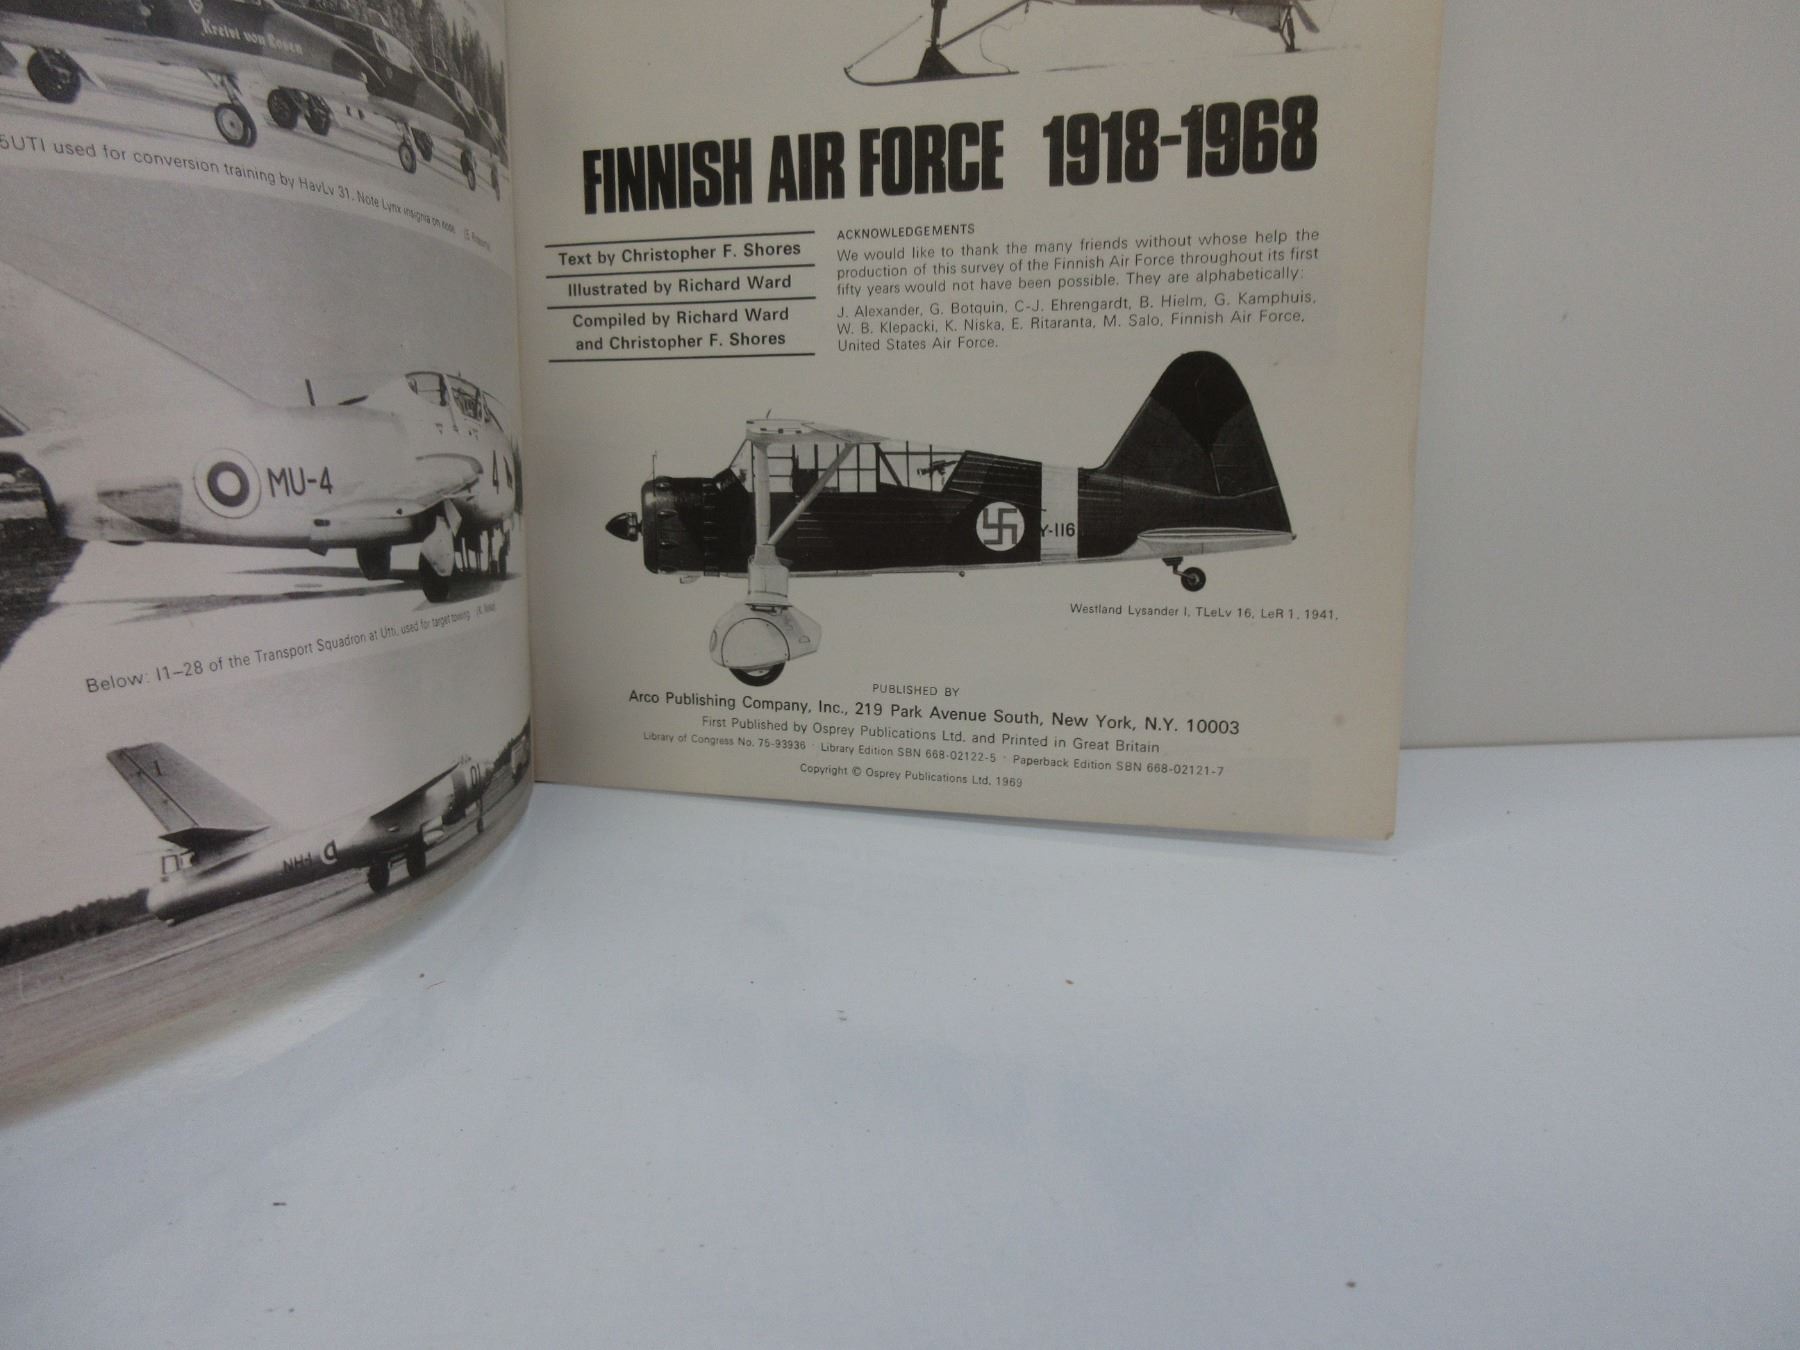 Kreivi von Rosen
5UTI used for conversion training by HavLv 31. Note Lynx insignia on nose
MU-4
4
Below: I1–28 of the Transport Squadron at Utti, used for target towing
FINNISH AIR FORCE 1918-1968
Text by Christopher F. Shores
Illustrated by Richard Ward
Compiled by Richard Ward
and Christopher F. Shores
ACKNOWLEDGEMENTS
We would like to thank the many friends without whose help the
production of this survey of the Finnish Air Force throughout its first
fifty years would not have been possible. They are alphabetically:
J. Alexander, G. Botquin, C-J. Ehrengardt, B. Hielm, G. Kamphuis,
W. B. Klepacki, K. Niska, E. Ritaranta, M. Salo, Finnish Air Force,
United States Air Force.
Y-116
Westland Lysander I, TLeLv 16, LeR 1, 1941.
PUBLISHED BY
Arco Publishing Company, Inc., 219 Park Avenue South, New York, N.Y. 10003
First Published by Osprey Publications Ltd. and Printed in Great Britain
Library of Congress No. 75-93936 · Library Edition SBN 668-02122-5 · Paperback Edition SBN 668-02121-7
Copyright © Osprey Publications Ltd. 1969